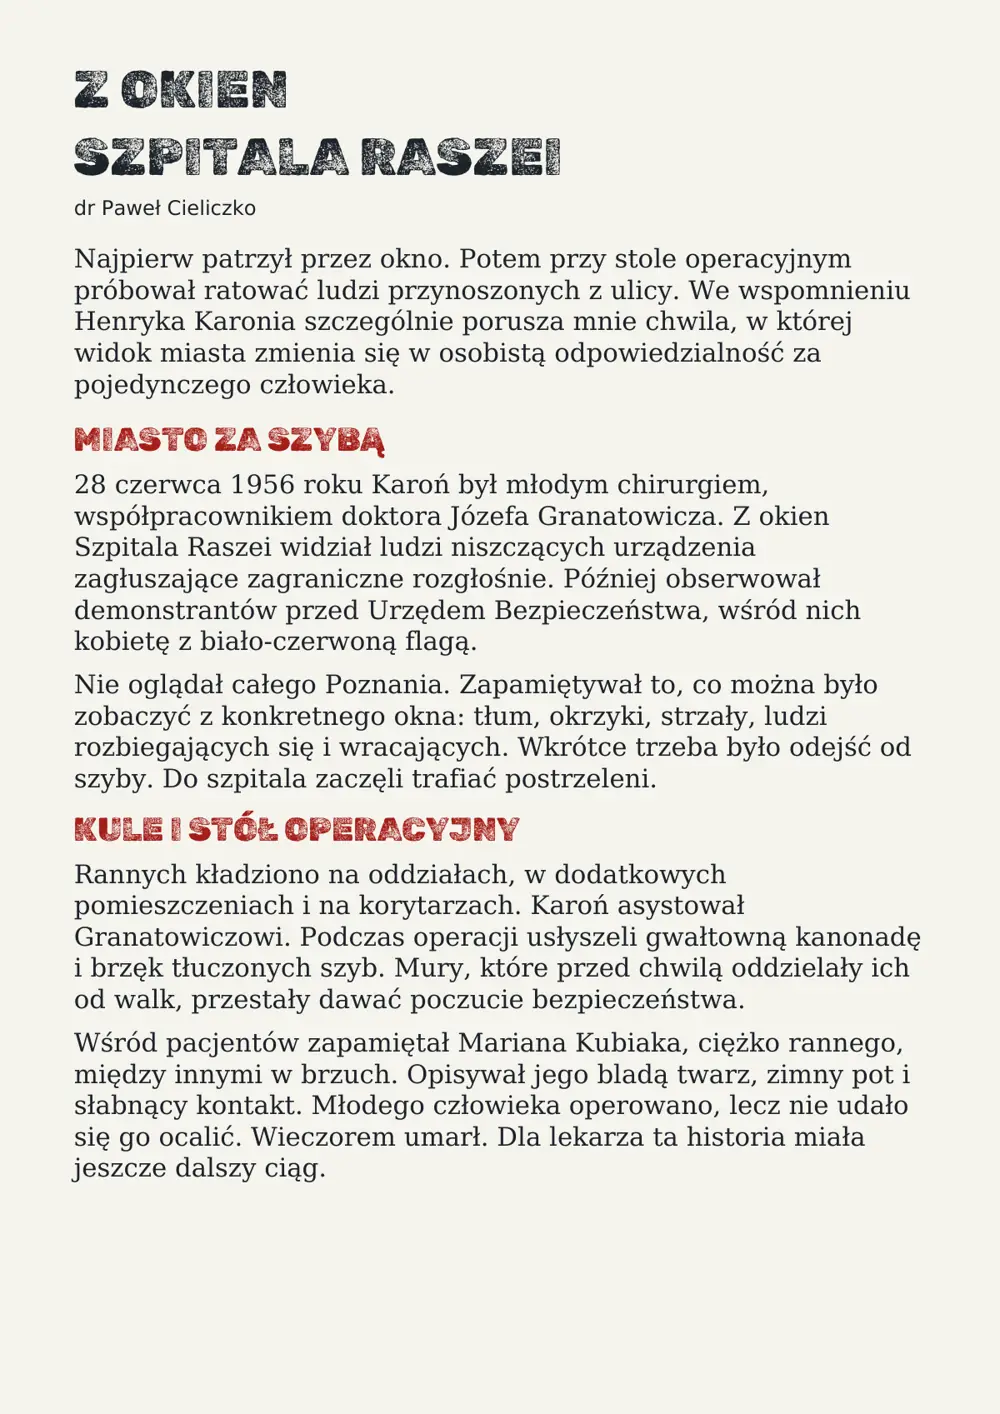 Z OKIEN
SZPITALA RASZEI
dr Paweł Cieliczko
Najpierw patrzył przez okno. Potem przy stole operacyjnym
próbował ratować ludzi przynoszonych z ulicy. We wspomnieniu
Henryka Karonia szczególnie porusza mnie chwila, w której
widok miasta zmienia się w osobistą odpowiedzialność za
pojedynczego człowieka.
MIASTO ZA SZYBĄ
28 czerwca 1956 roku Karoń był młodym chirurgiem,
współpracownikiem doktora Józefa Granatowicza. Z okien
Szpitala Raszei widział ludzi niszczących urządzenia
zagłuszające zagraniczne rozgłośnie. Później obserwował
demonstrantów przed Urzędem Bezpieczeństwa, wśród nich
kobietę z biało-czerwoną flagą.
Nie oglądał całego Poznania. Zapamiętywał to, co można było
zobaczyć z konkretnego okna: tłum, okrzyki, strzały, ludzi
rozbiegających się i wracających. Wkrótce trzeba było odejść od
szyby. Do szpitala zaczęli trafiać postrzeleni.
KULE I STÓŁ OPERACYJNY
Rannych kładziono na oddziałach, w dodatkowych
pomieszczeniach i na korytarzach. Karoń asystował
Granatowiczowi. Podczas operacji usłyszeli gwałtowną kanonadę
i brzęk tłuczonych szyb. Mury, które przed chwilą oddzielały ich
od walk, przestały dawać poczucie bezpieczeństwa.
Wśród pacjentów zapamiętał Mariana Kubiaka, ciężko rannego,
między innymi w brzuch. Opisywał jego bladą twarz, zimny pot i
słabnący kontakt. Młodego człowieka operowano, lecz nie udało
się go ocalić. Wieczorem umarł. Dla lekarza ta historia miała
jeszcze dalszy ciąg.